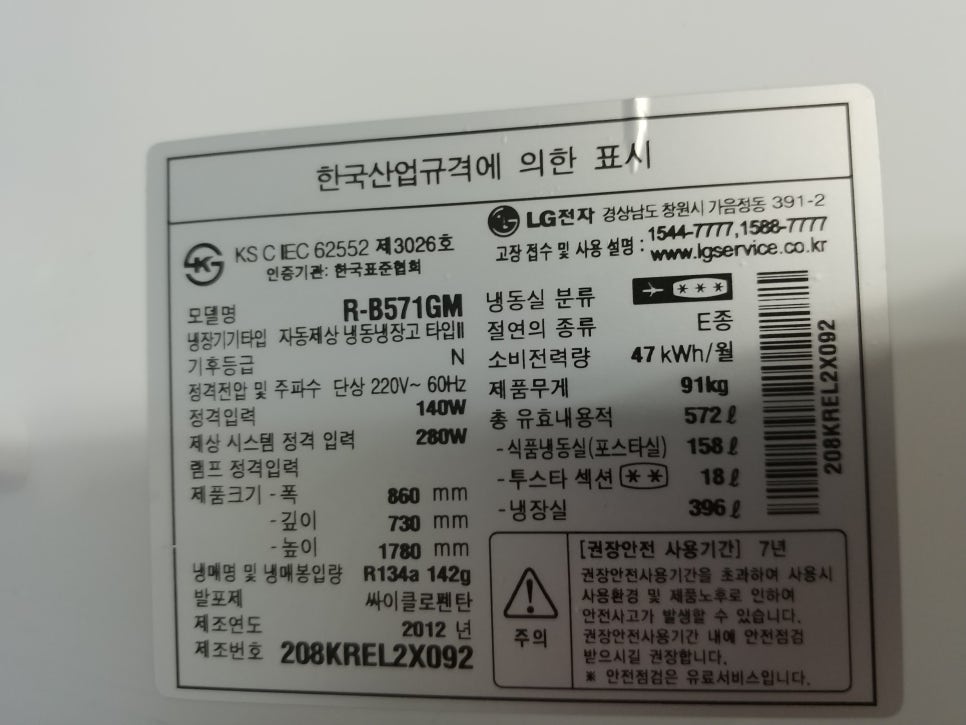 한국산업규격에 의한 표시
KS C IEC 62552 제3026호
인증기관: 한국표준협회
LG전자 경상남도 창원시 가음정동 391-2
고장 접수 및 사용 설명 : 1544-7777,1588-7777
www.lgservice.co.kr
모델명 R-B571GM
냉장기기타입 자동제상 냉동냉장고 타입II
기후등급 N
정격전압 및 주파수 단상 220V~ 60Hz
정격입력 140W
제상 시스템 정격 입력 280W
램프 정격입력
제품크기 - 폭 860 mm
- 깊이 730 mm
- 높이 1780 mm
냉매명 및 냉매봉입량 R134a 142g
발포제 싸이클로펜탄
제조연도 2012 년
제조번호 208KREL2X092
냉동실 분류 ***
절연의 종류 E종
소비전력량 47 kWh/월
제품무게 91kg
총 유효내용적 572ℓ
- 식품냉동실(포스타실) 158ℓ
- 투스타 섹션 ** 18ℓ
- 냉장실 396ℓ
208KREL2X092
주의
[권장안전 사용기간] 7년
권장안전사용기간을 초과하여 사용시
사용환경 및 제품노후로 인하여
안전사고가 발생할 수 있습니다.
권장안전사용기간 내에 안전점검
받으시길 권장합니다.
※ 안전점검은 유료서비스입니다.